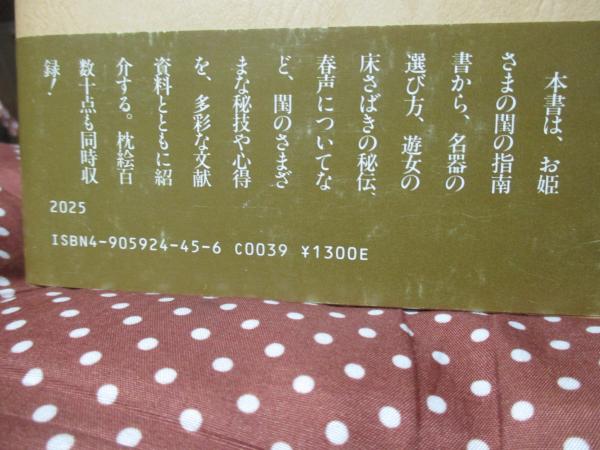 本書は、お姫
さまの閨の指南
書から、名器の
選び方、遊女の
床さばきの秘伝、
春声についてな
ど、閨のさまざ
まな秘技や心得
を、多彩な文献
資料とともに紹
介する。枕絵百
数十点も同時収
録!
2025
ISBN4-905924-45-6 C0039 ¥1300E